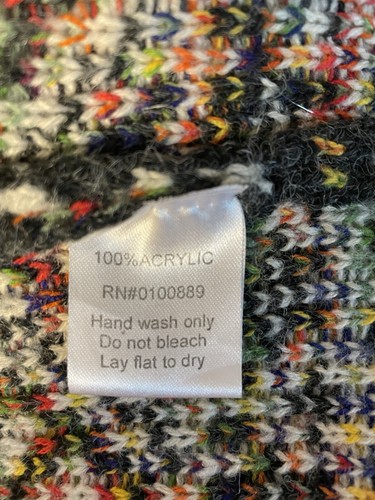 100%ACRYLIC
RN#0100889
Hand wash only
Do not bleach
Lay flat to dry